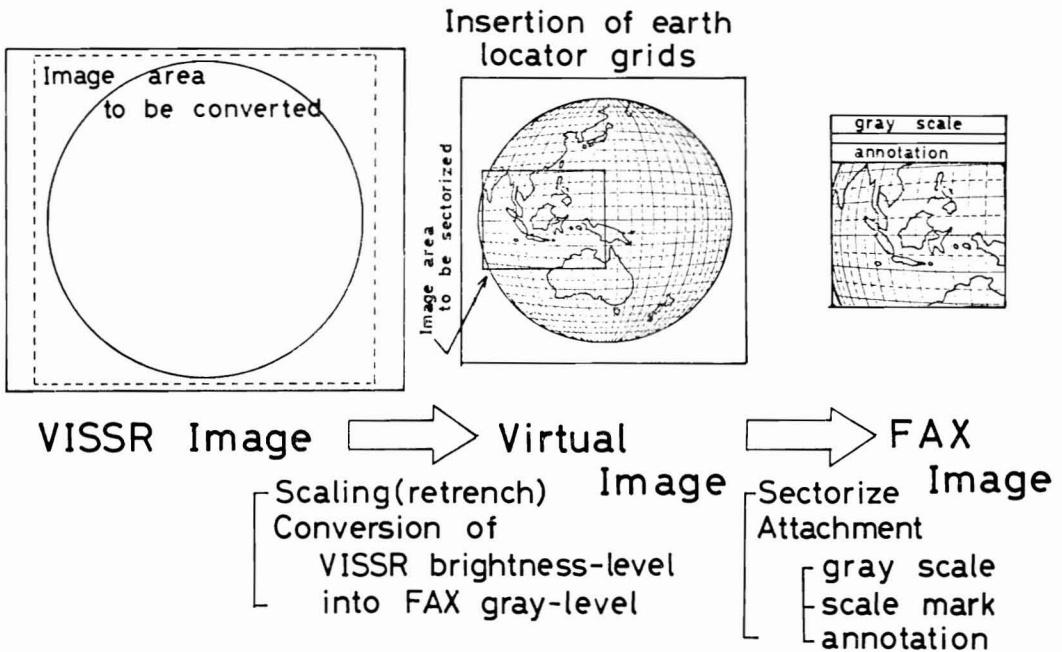 Insertion of earth
locator grids
Image area
to be converted
Image area
to be sectorized
gray scale
annotation
VISSR Image
Virtual
Image
FAX
Image
Scaling(retrench)
Conversion of
VISSR brightness-level
into FAX gray-level
Sectorize
Attachment
gray scale
scale mark
annotation